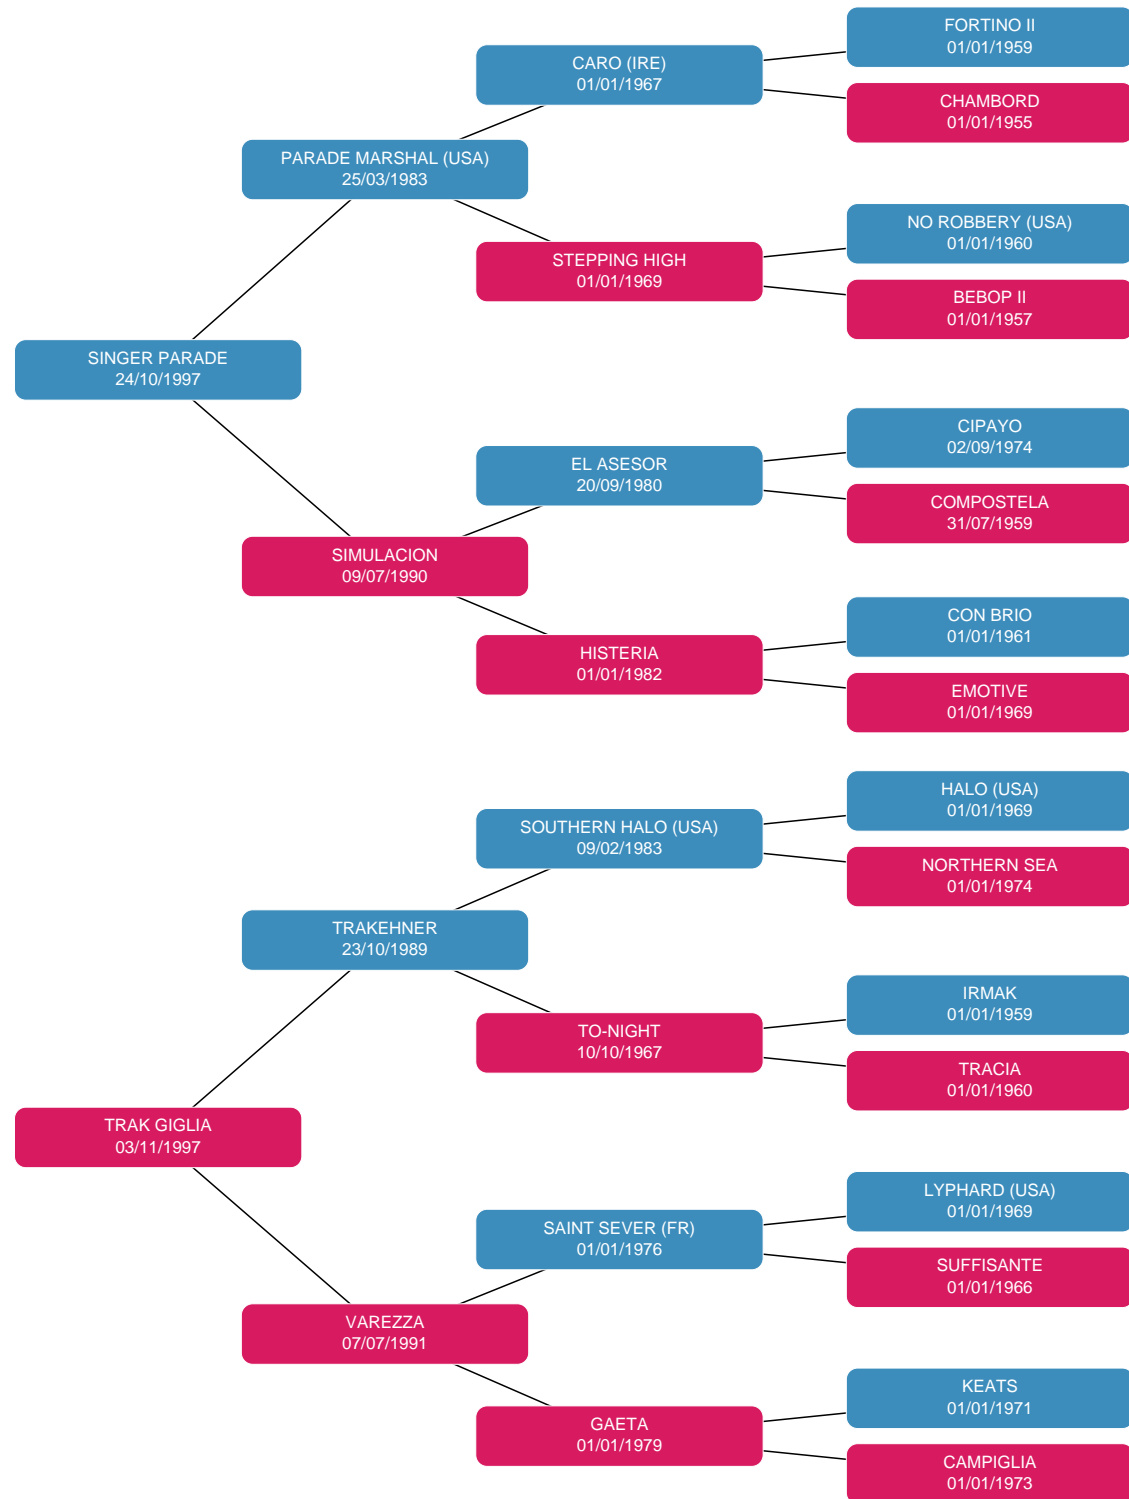 FORTINO II
01/01/1959
CARO (IRE)
01/01/1967
CHAMBORD
01/01/1955
PARADE MARSHAL (USA)
25/03/1983
NO ROBBERY (USA)
01/01/1960
STEPPING HIGH
01/01/1969
BEBOP II
01/01/1957
SINGER PARADE
24/10/1997
CIPAYO
02/09/1974
EL ASESOR
20/09/1980
COMPOSTELA
31/07/1959
SIMULACION
09/07/1990
CON BRIO
01/01/1961
HISTERIA
01/01/1982
EMOTIVE
01/01/1969
HALO (USA)
01/01/1969
SOUTHERN HALO (USA)
09/02/1983
NORTHERN SEA
01/01/1974
TRAKEHNER
23/10/1989
IRMAK
01/01/1959
TO-NIGHT
10/10/1967
TRACIA
01/01/1960
TRAK GIGLIA
03/11/1997
LYPHARD (USA)
01/01/1969
SAINT SEVER (FR)
01/01/1976
SUFFISANTE
01/01/1966
VAREZZA
07/07/1991
KEATS
01/01/1971
GAETA
01/01/1979
CAMPIGLIA
01/01/1973